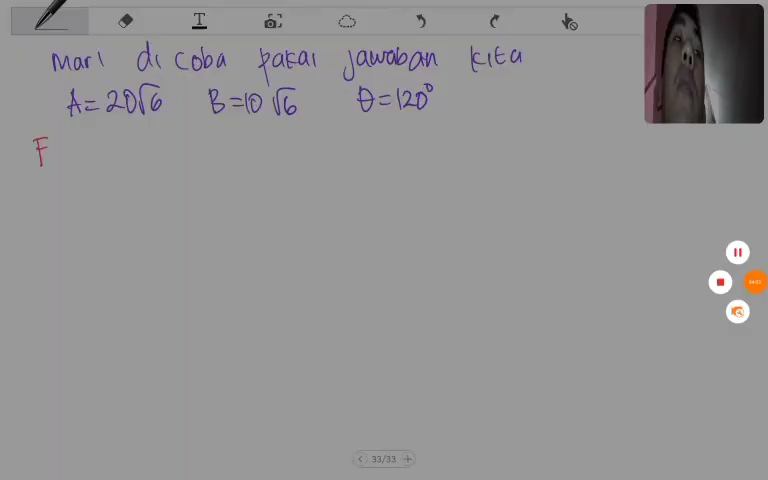 Mari di coba pakai jawaban kita
A = 20√6 B = 10√6 θ = 120°
F
33/33